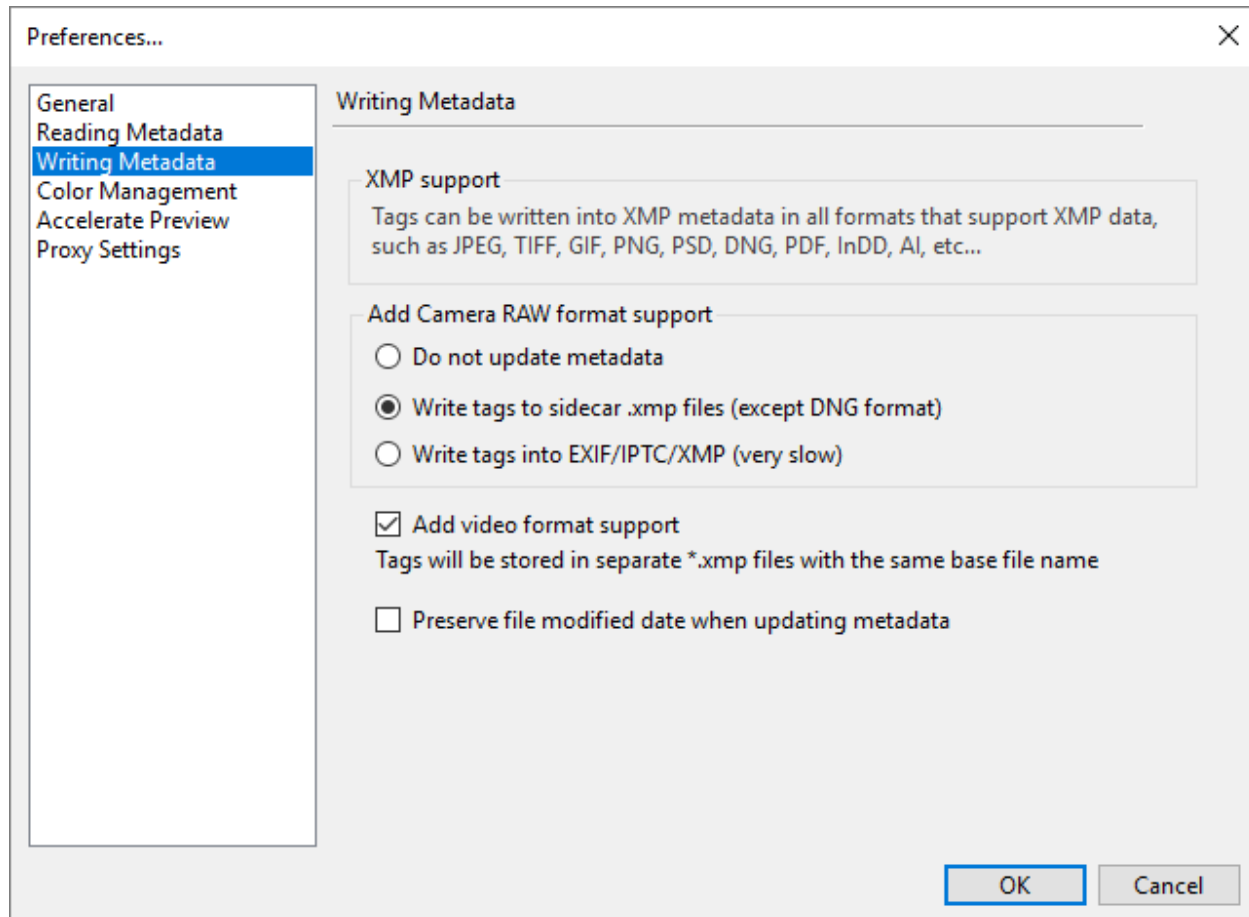 Preferences...
General
Reading Metadata
Writing Metadata
Color Management
Accelerate Preview
Proxy Settings
Writing Metadata
XMP support
Tags can be written into XMP metadata in all formats that support XMP data,
such as JPEG, TIFF, GIF, PNG, PSD, DNG, PDF, InDD, AI, etc...
Add Camera RAW format support
Do not update metadata
Write tags to sidecar .xmp files (except DNG format)
Write tags into EXIF/IPTC/XMP (very slow)
Add video format support
Tags will be stored in separate *.xmp files with the same base file name
Preserve file modified date when updating metadata
OK
Cancel